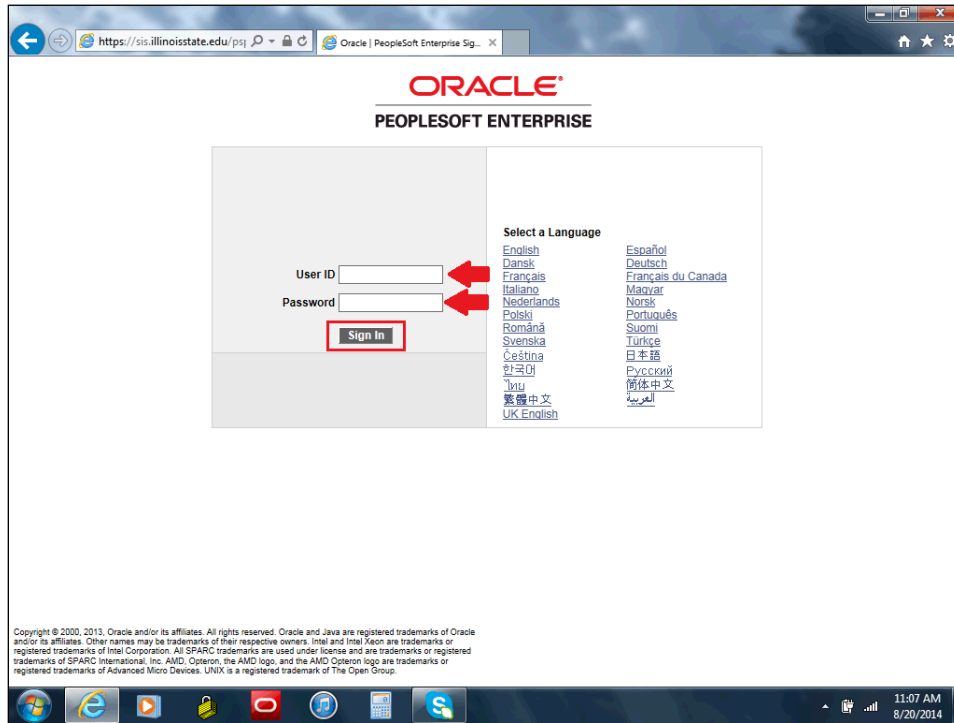 https://sis.illinoisstate.edu/psp
Oracle | PeopleSoft Enterprise Sig...
ORACLE®
PEOPLESOFT ENTERPRISE
User ID
Password
Sign In
Select a Language
English Español
Dansk Deutsch
Français Français du Canada
Italiano Magyar
Nederlands Norsk
Polski Português
Română Suomi
Svenska Türkçe
Čeština 日本語
한국어 Русский
ไทย 简体中文
繁體中文 العربية
UK English
Copyright © 2000, 2013, Oracle and/or its affiliates. All rights reserved. Oracle and Java are registered trademarks of Oracle
and/or its affiliates. Other names may be trademarks of their respective owners. Intel and Intel Xeon are trademarks or
registered trademarks of Intel Corporation. All SPARC trademarks are used under license and are trademarks or registered
trademarks of SPARC International, Inc. AMD, Opteron, the AMD logo, and the AMD Opteron logo are trademarks or
registered trademarks of Advanced Micro Devices. UNIX is a registered trademark of The Open Group.
11:07 AM
8/20/2014